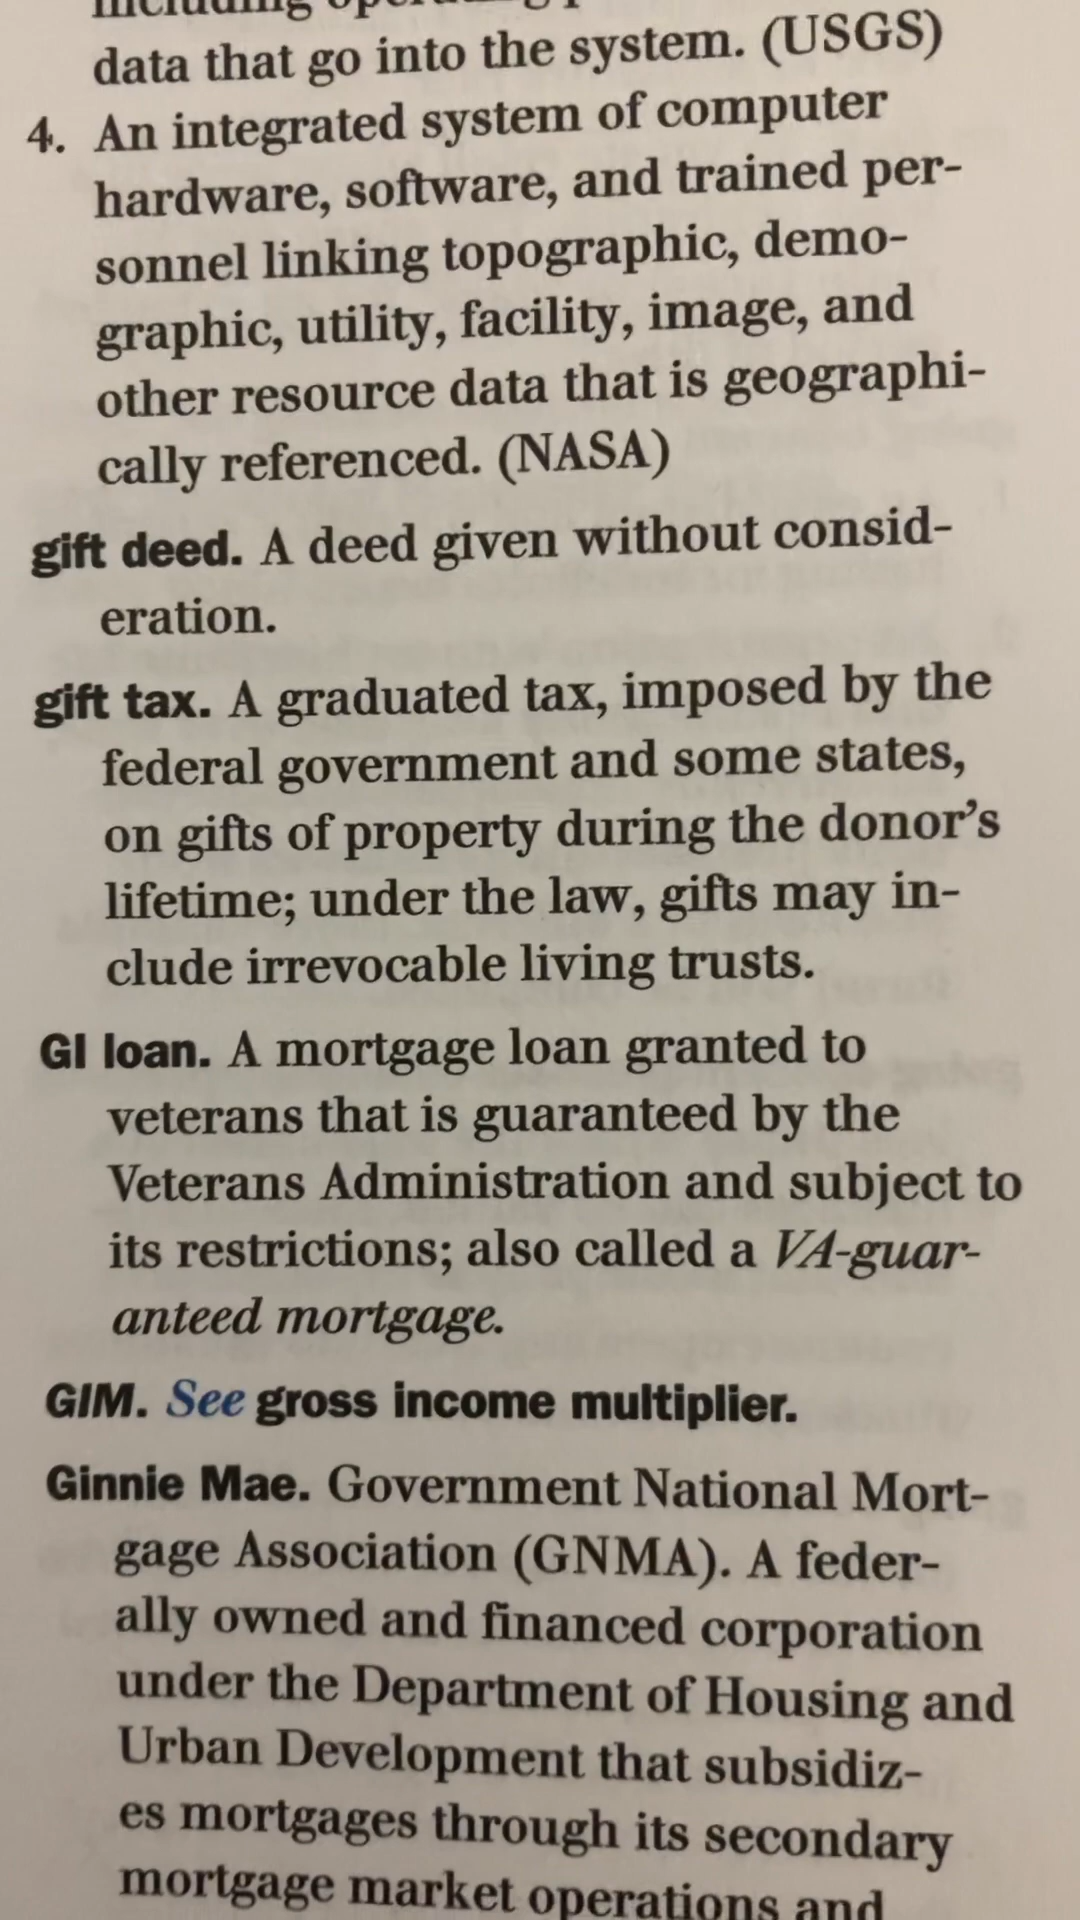 including operating
data that go into the system. (USGS)
4. An integrated system of computer
hardware, software, and trained per-
sonnel linking topographic, demo-
graphic, utility, facility, image, and
other resource data that is geographi-
cally referenced. (NASA)
gift deed. A deed given without consid-
eration.
gift tax. A graduated tax, imposed by the
federal government and some states,
on gifts of property during the donor’s
lifetime; under the law, gifts may in-
clude irrevocable living trusts.
GI loan. A mortgage loan granted to
veterans that is guaranteed by the
Veterans Administration and subject to
its restrictions; also called a VA-guar-
anteed mortgage.
GIM. See gross income multiplier.
Ginnie Mae. Government National Mort-
gage Association (GNMA). A feder-
ally owned and financed corporation
under the Department of Housing and
Urban Development that subsidiz-
es mortgages through its secondary
mortgage market operations and